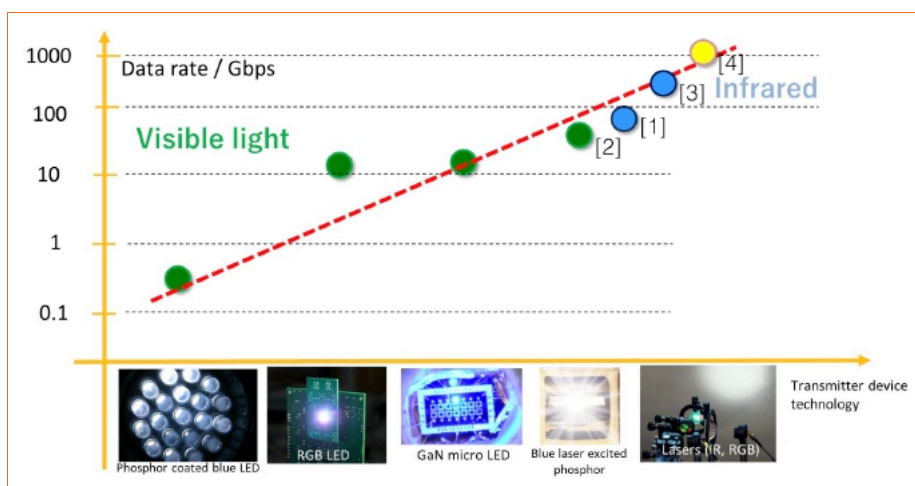 1000
Data rate / Gbps
[4]
[3]
Infrared
100
[1]
Visible light
[2]
10
1
0.1
Transmitter device
technology
RGB LED
GaN micro LED
Blue laser excited
phosphor
Lasers (IR, RGB)
Phosphor coated blue LED